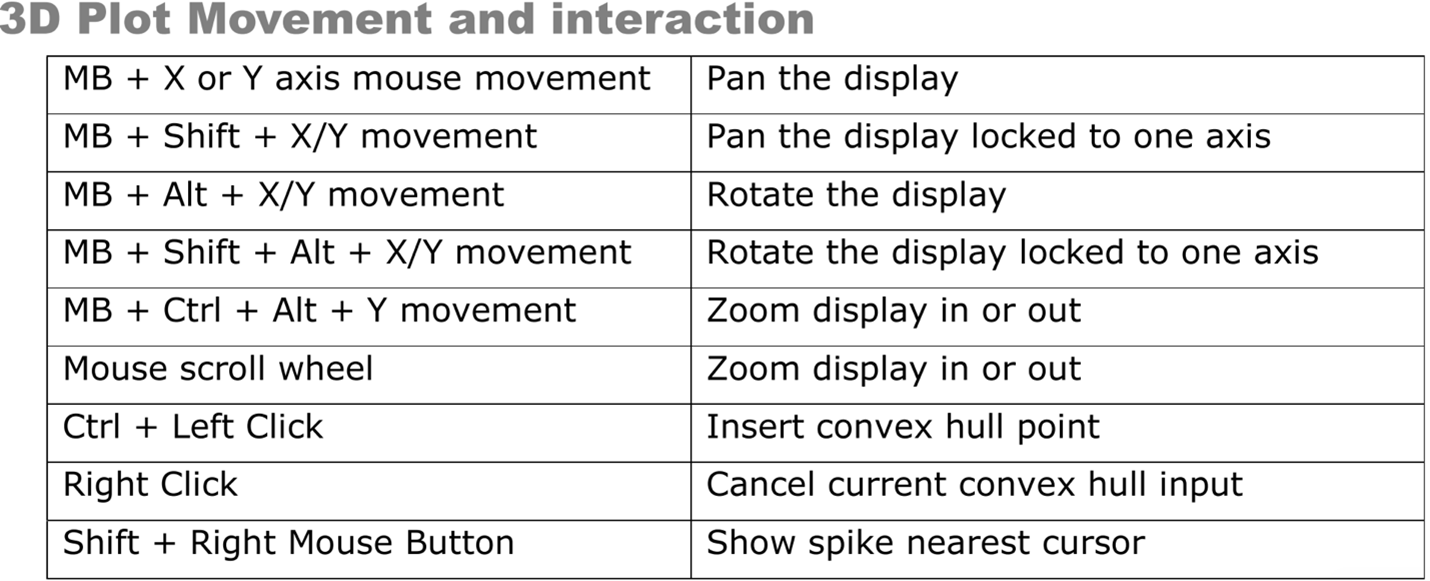 3D Plot Movement and interaction
MB + X or Y axis mouse movement Pan the display
MB + Shift + X/Y movement Pan the display locked to one axis
MB + Alt + X/Y movement Rotate the display
MB + Shift + Alt + X/Y movement Rotate the display locked to one axis
MB + Ctrl + Alt + Y movement Zoom display in or out
Mouse scroll wheel Zoom display in or out
Ctrl + Left Click Insert convex hull point
Right Click Cancel current convex hull input
Shift + Right Mouse Button Show spike nearest cursor